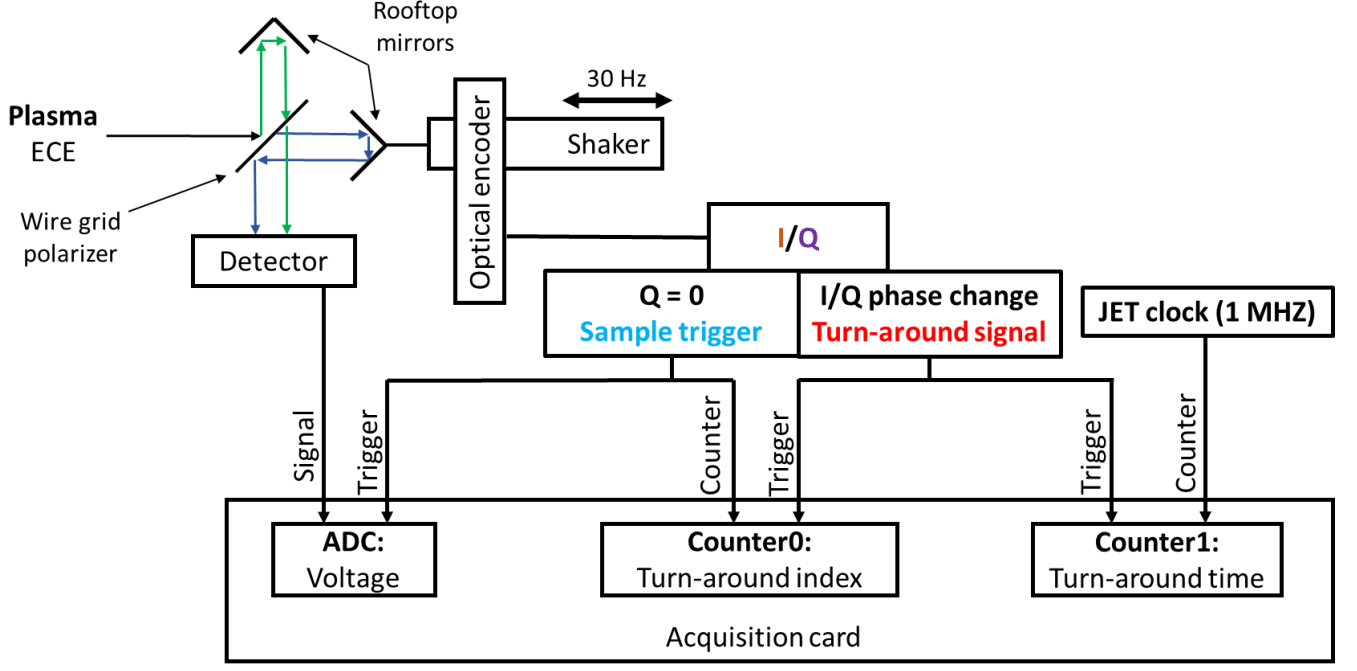 Rooftop
mirrors
Plasma
ECE
30 Hz
Shaker
Optical encoder
Wire grid
polarizer
Detector
I/Q
Q = 0
Sample trigger
I/Q phase change
Turn-around signal
JET clock (1 MHZ)
Signal
Trigger
Counter
Trigger
Trigger
Counter
ADC:
Voltage
Counter0:
Turn-around index
Counter1:
Turn-around time
Acquisition card